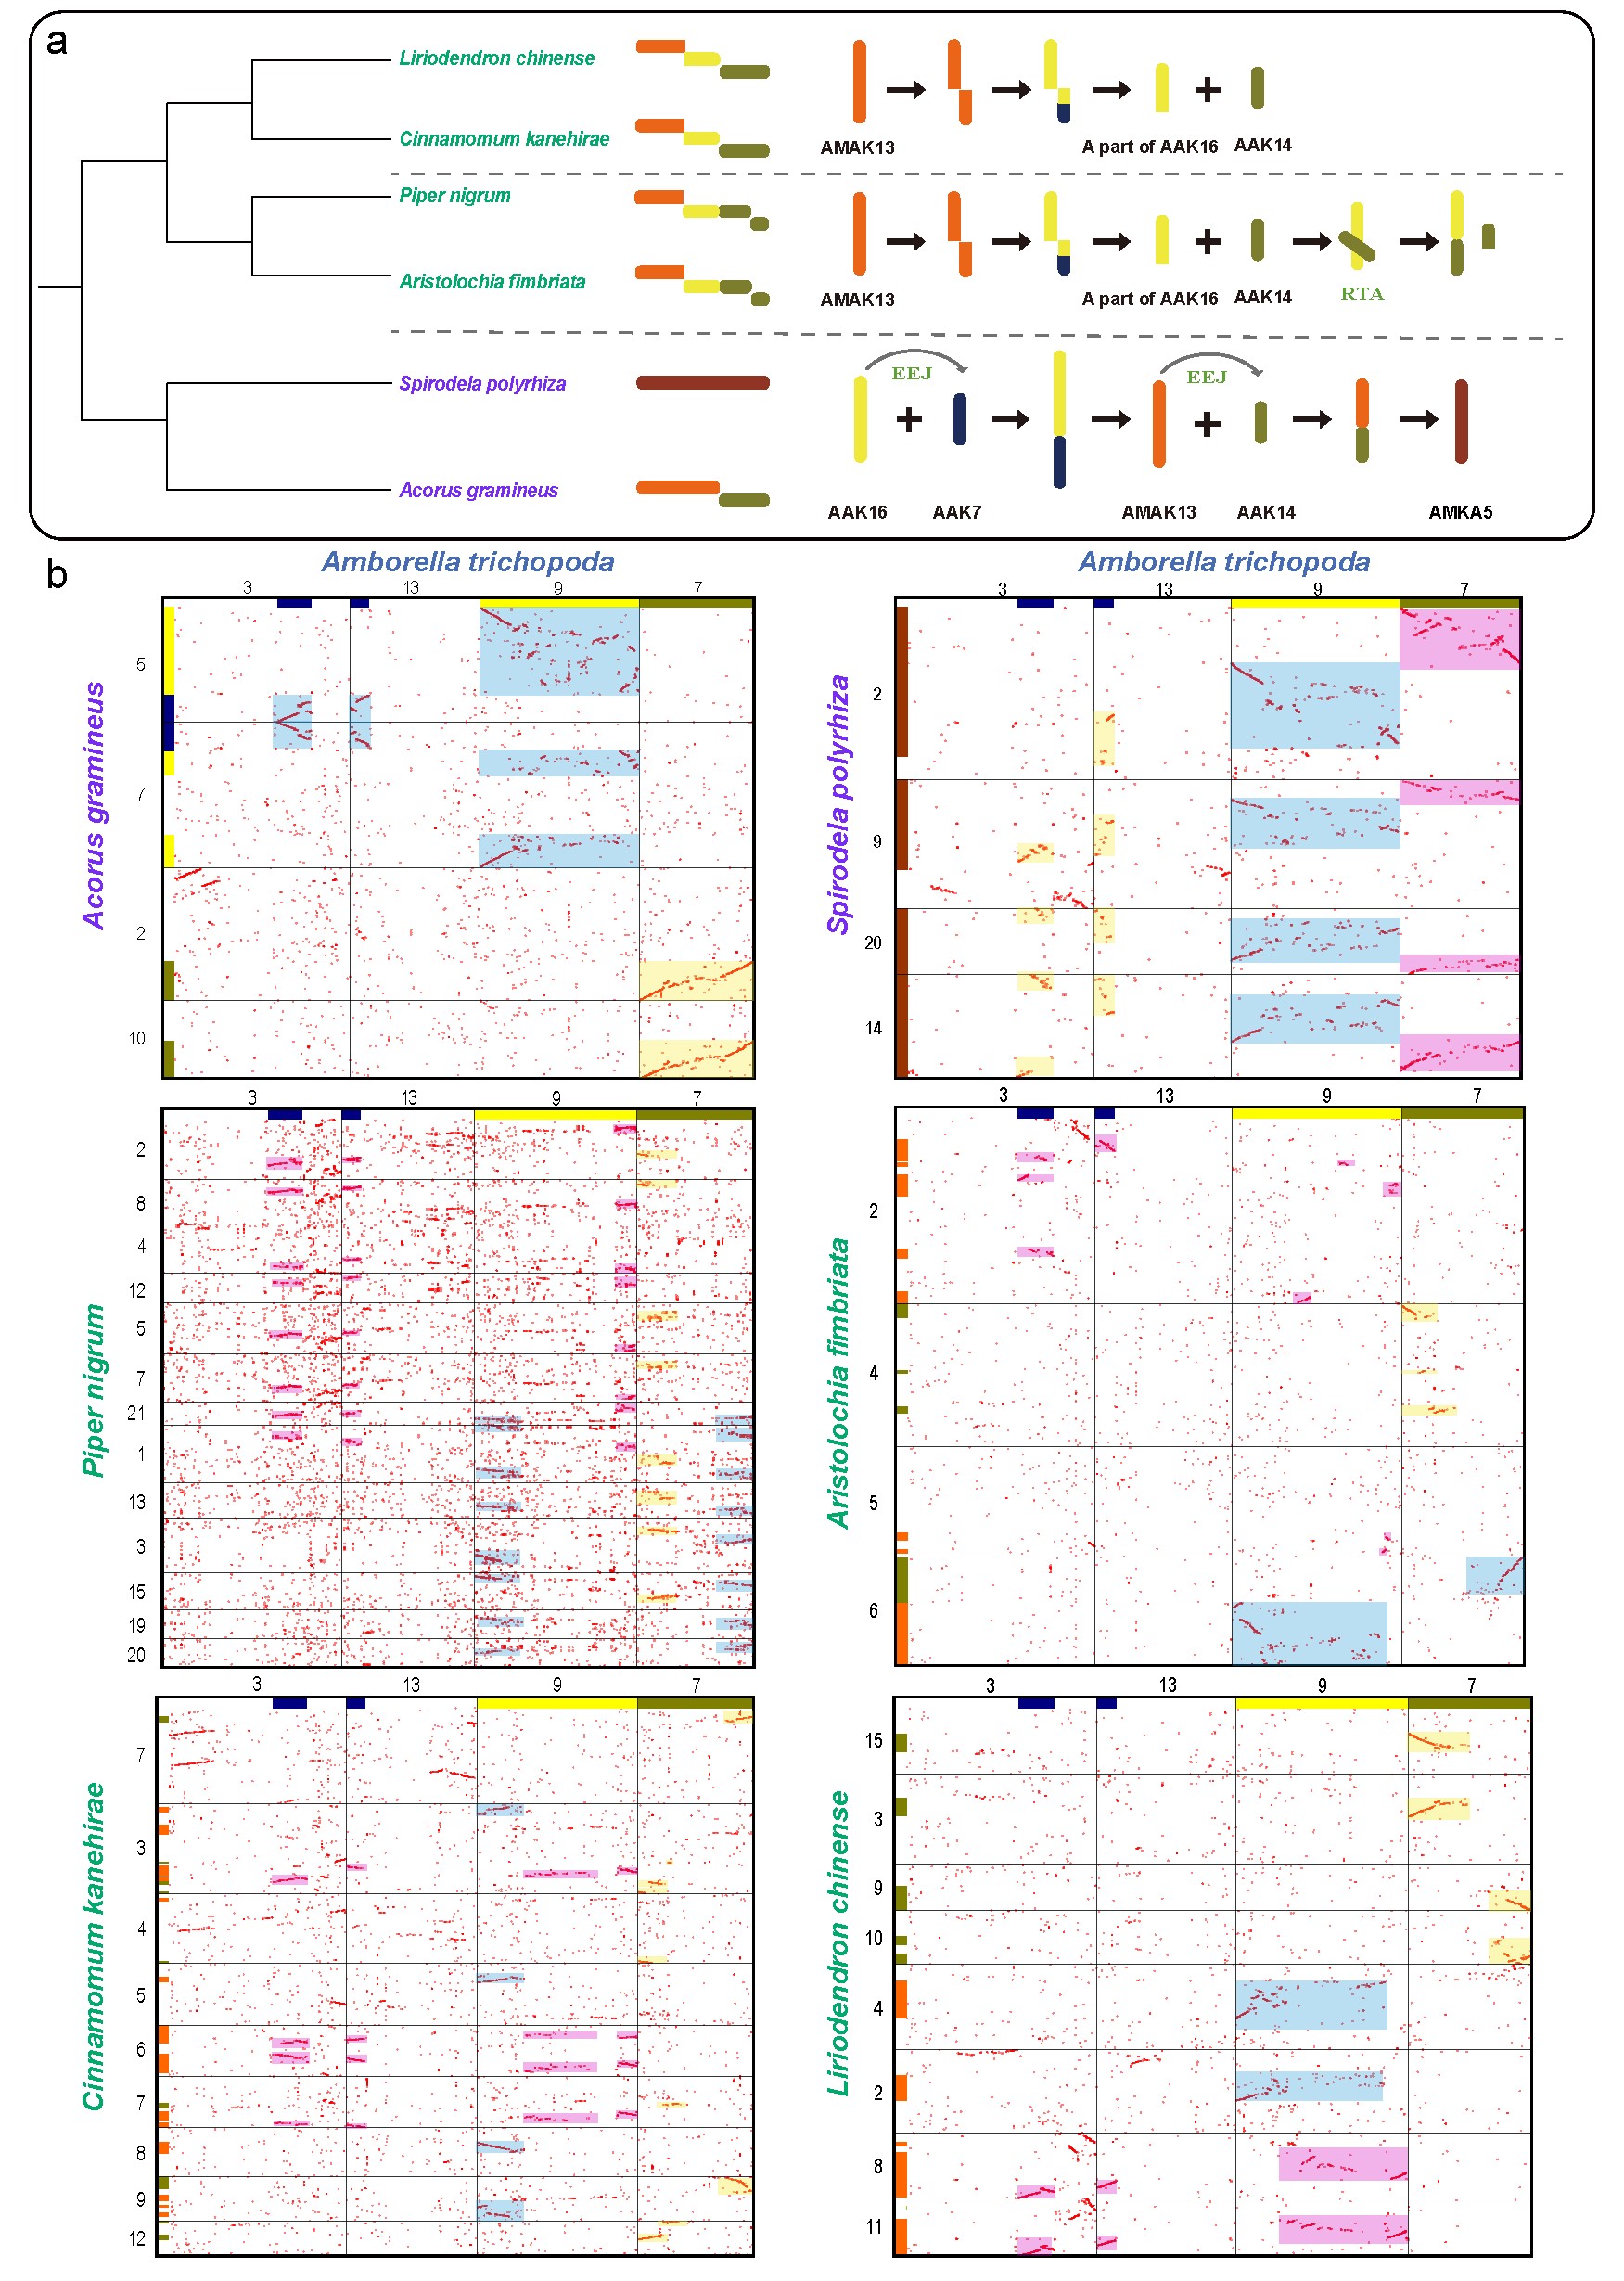 a
Liriodendron chinense
Cinnamomum kanehirae
AMAK13
A part of AAK16
AAK14
Piper nigrum
Aristolochia fimbriata
AMAK13
A part of AAK16
AAK14
RTA
Spirodela polyrhiza
EEJ
EEJ
Acorus gramineus
AAK16
AAK7
AMAK13
AAK14
AMKA5
b
Amborella trichopoda
3 13 9 7
Acorus gramineus
5
7
2
10
Amborella trichopoda
3 13 9 7
Spirodela polyrhiza
2
9
20
14
3 13 9 7
Piper nigrum
2
8
4
12
5
7
21
1
13
3
15
19
20
3 13 9 7
Aristolochia fimbriata
2
4
5
6
3 13 9 7
Cinnamomum kanehirae
7
3
4
5
6
7
8
9
12
3 13 9 7
Liriodendron chinense
15
3
9
10
4
2
8
11